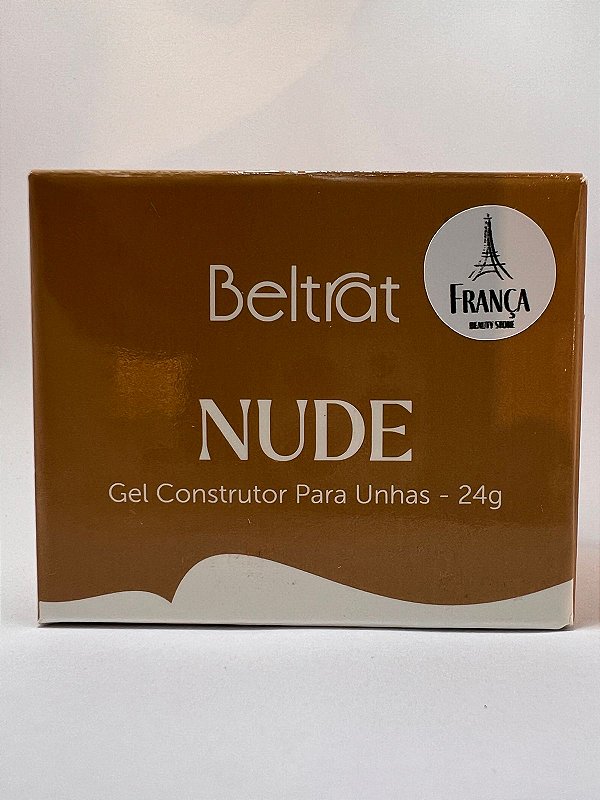 Beltrat
FRANÇA
BEAUTY STORE
NUDE
Gel Construtor Para Unhas - 24g